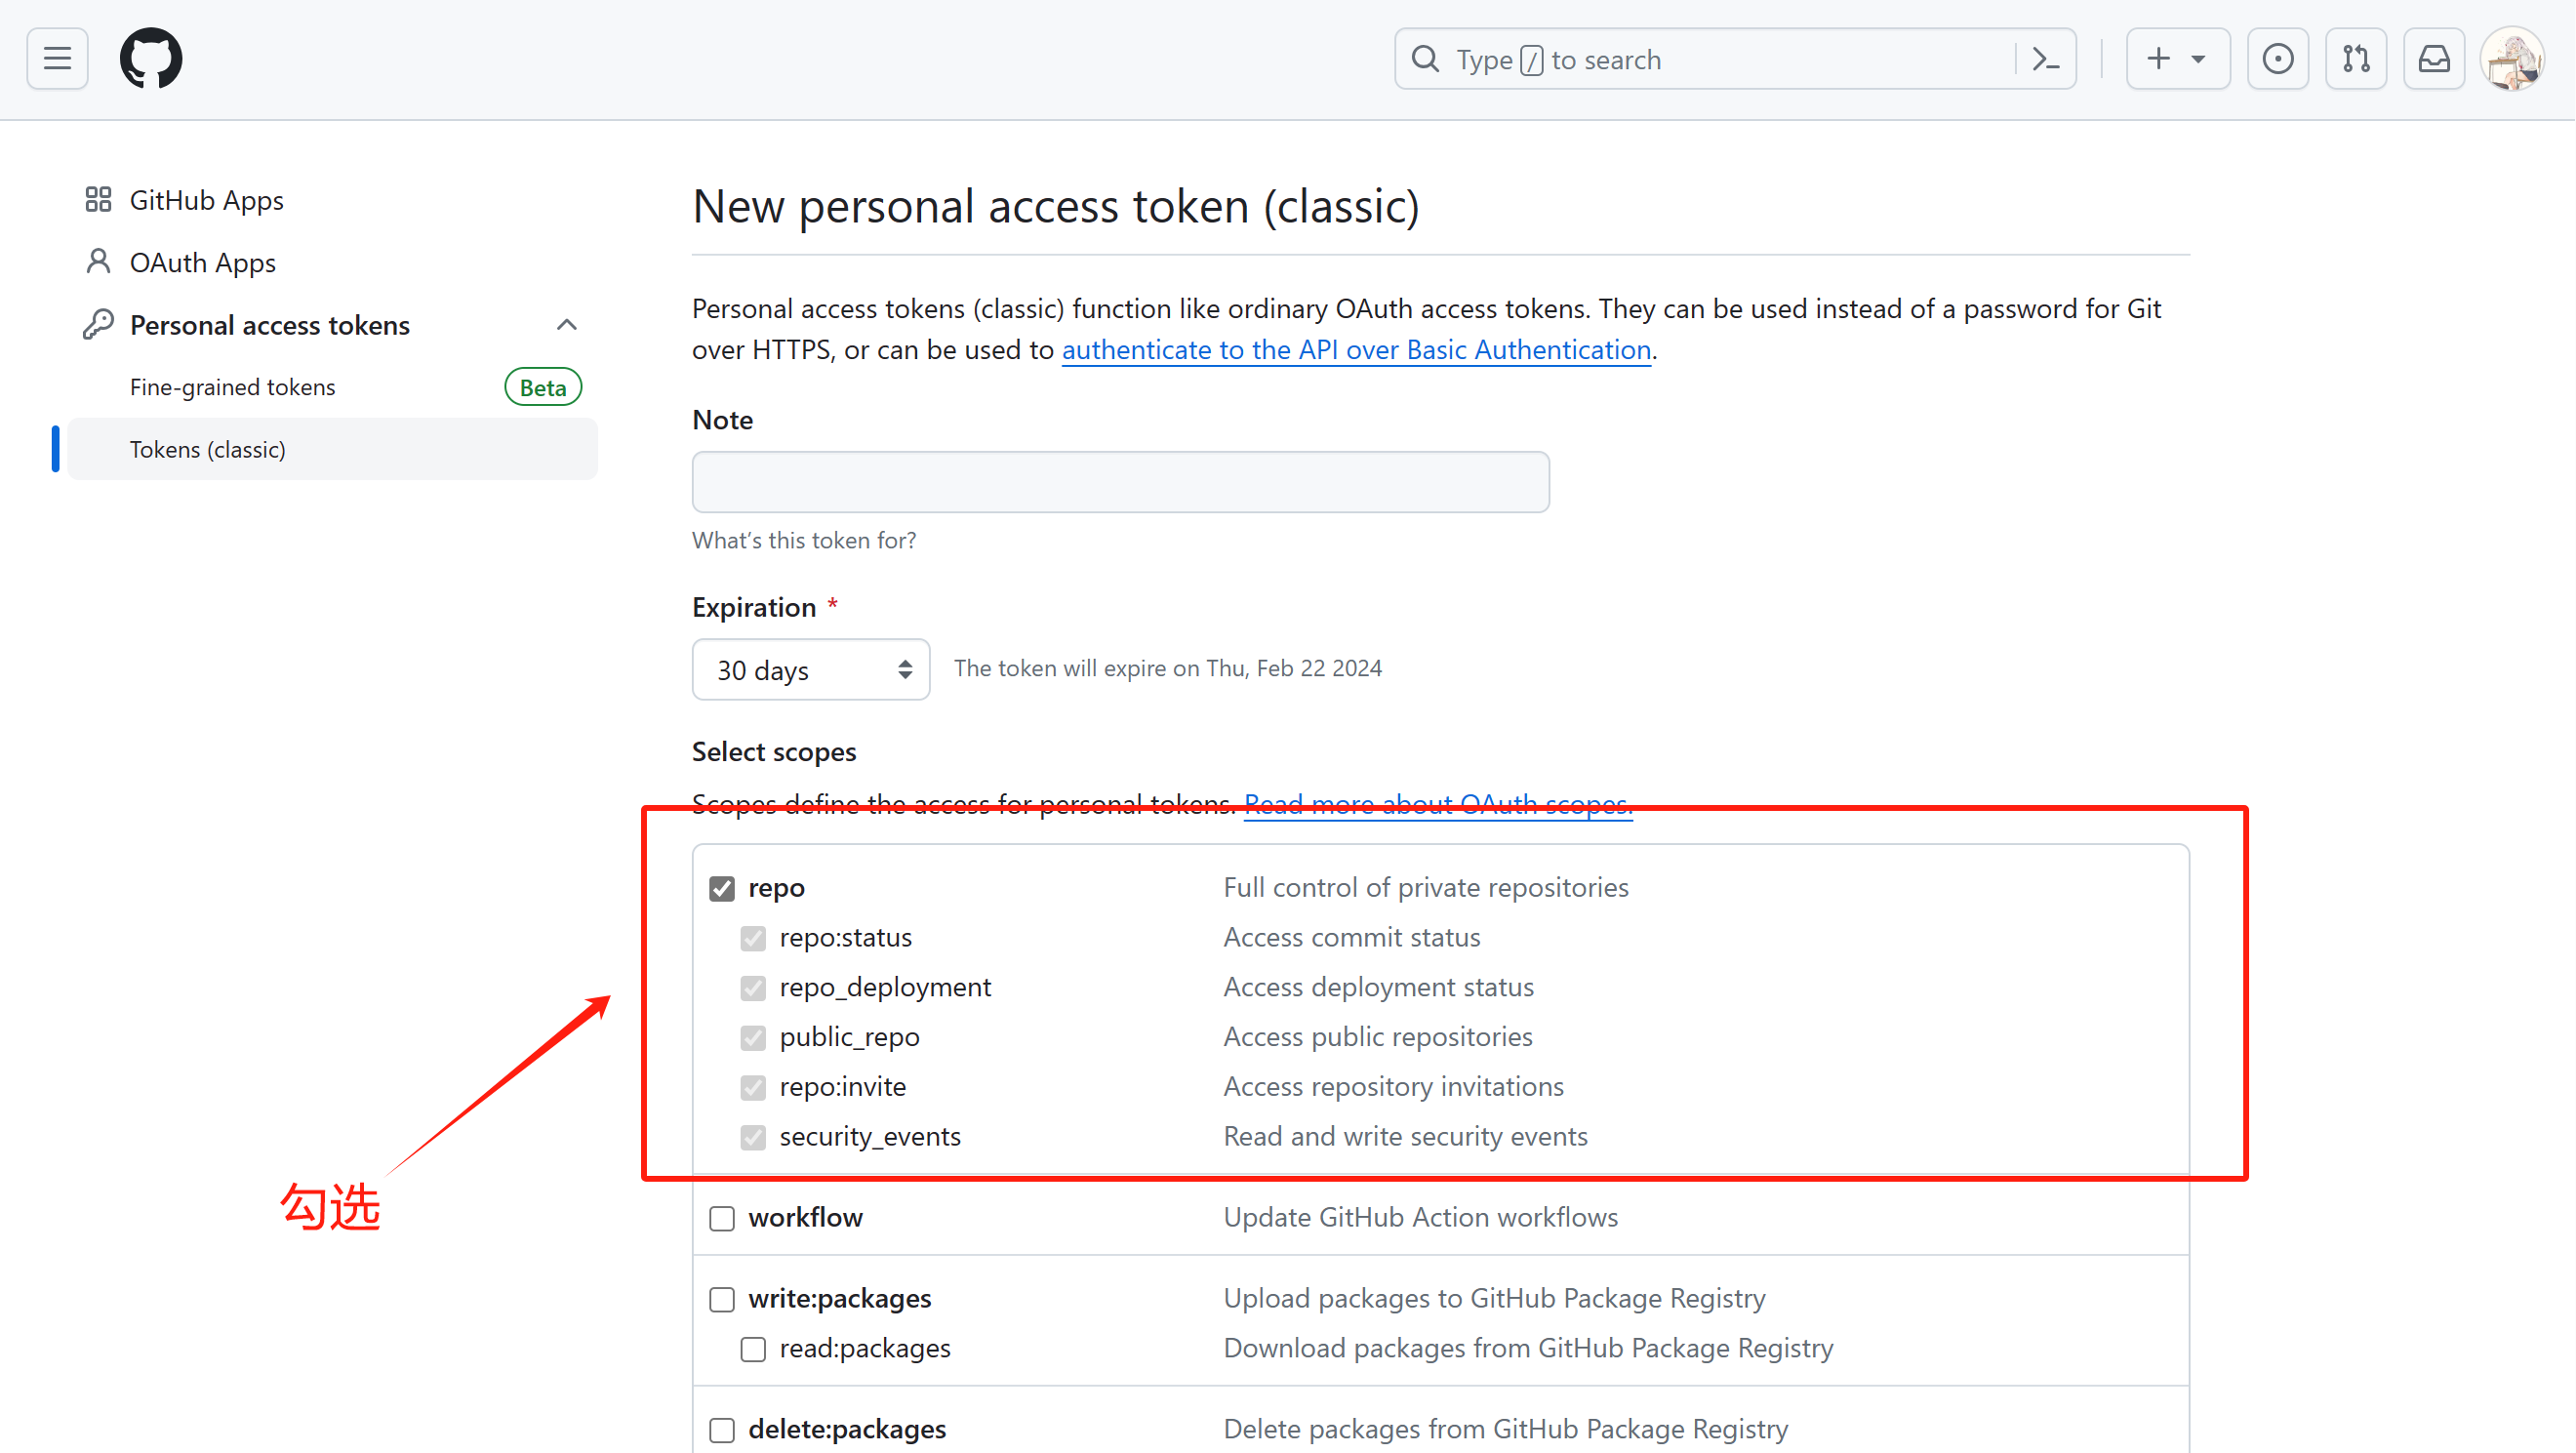 Type / to search
GitHub Apps
OAuth Apps
Personal access tokens
Fine-grained tokens Beta
Tokens (classic)
New personal access token (classic)
Personal access tokens (classic) function like ordinary OAuth access tokens. They can be used instead of a password for Git
over HTTPS, or can be used to authenticate to the API over Basic Authentication.
Note
What's this token for?
Expiration *
30 days The token will expire on Thu, Feb 22 2024
Select scopes
Scopes define the access for personal tokens. Read more about OAuth scopes.
repo Full control of private repositories
repo:status Access commit status
repo_deployment Access deployment status
public_repo Access public repositories
repo:invite Access repository invitations
security_events Read and write security events
勾选
workflow Update GitHub Action workflows
write:packages Upload packages to GitHub Package Registry
read:packages Download packages from GitHub Package Registry
delete:packages Delete packages from GitHub Package Registry